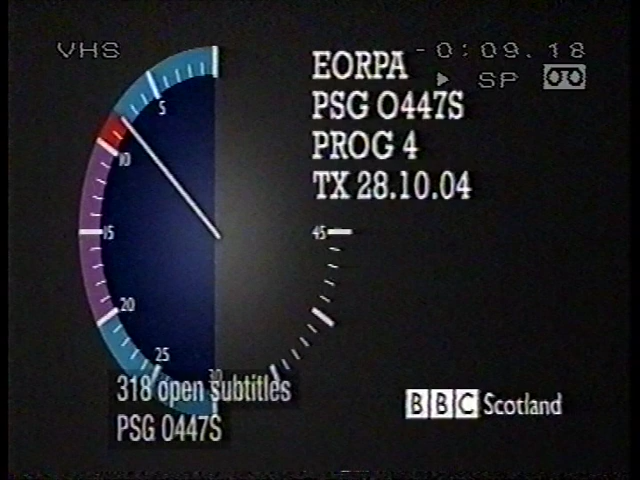 VHS
-0:09.18
SP
EORPA
PSG 0447S
PROG 4
TX 28.10.04
5
10
15
20
25
30
45
318 open subtitles
PSG 0447S
BBC Scotland